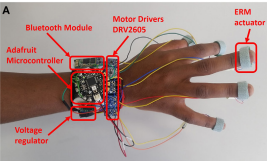 A
Bluetooth Module
Motor Drivers
DRV2605
ERM
actuator
Adafruit
Microcontroller
Voltage
regulator